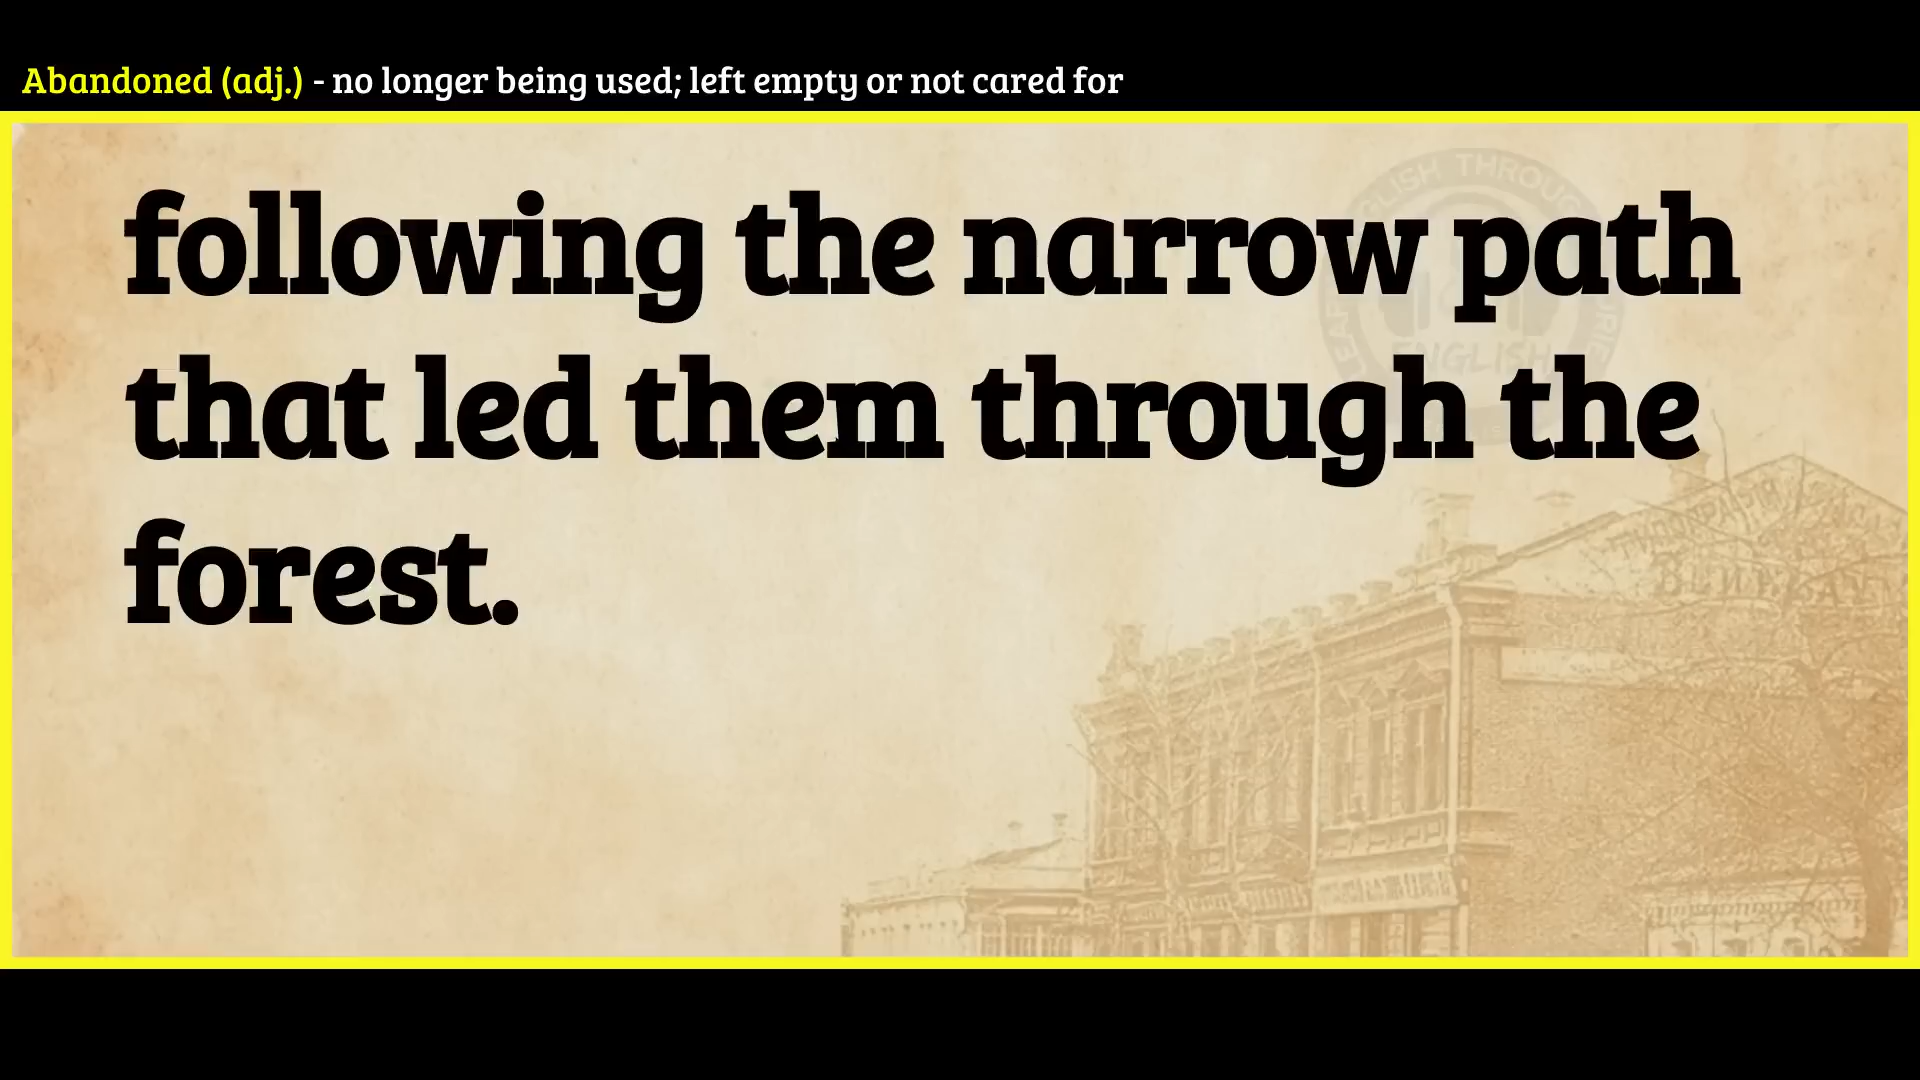 Abandoned (adj.) - no longer being used; left empty or not cared for
following the narrow path
that led them through the
forest.
ENGLISH